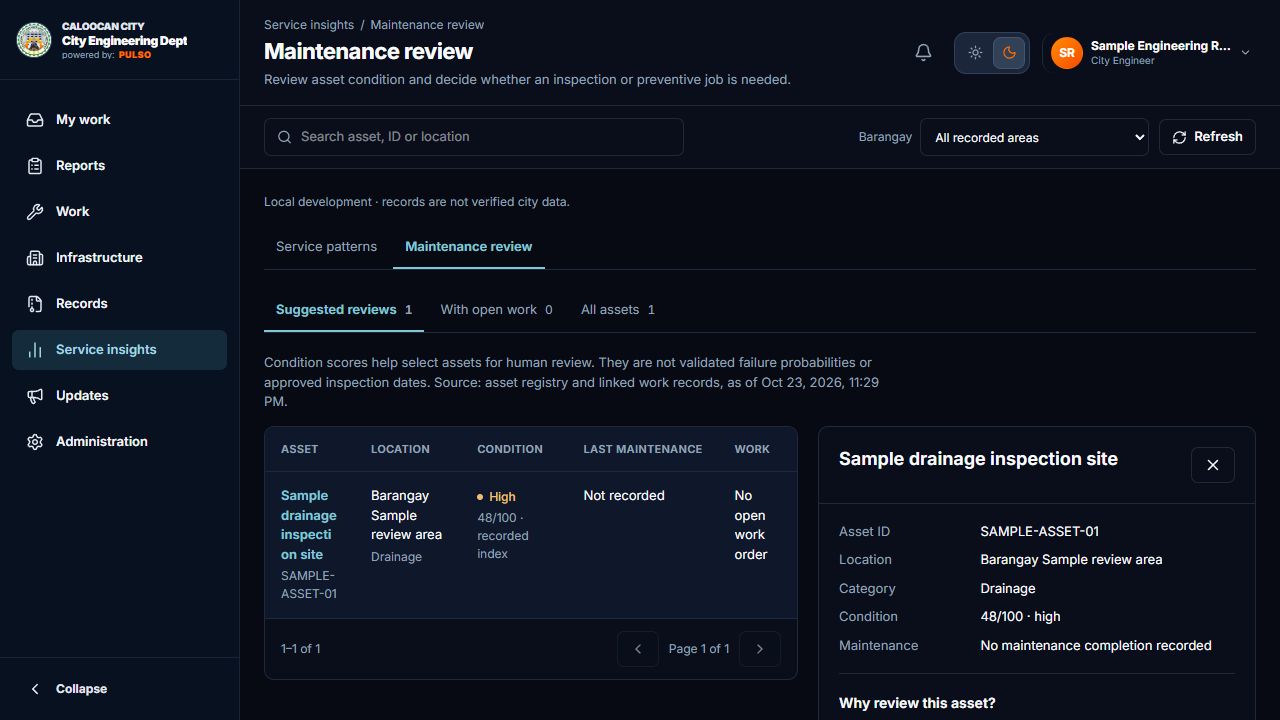 CALOOCAN CITY
City Engineering Dept
powered by: PULSO
My work
Reports
Work
Infrastructure
Records
Service insights
Updates
Administration
Collapse
Service insights / Maintenance review
Maintenance review
Review asset condition and decide whether an inspection or preventive job is needed.
SR
Sample Engineering R...
City Engineer
Search asset, ID or location
Barangay
All recorded areas
Refresh
Local development · records are not verified city data.
Service patterns
Maintenance review
Suggested reviews 1
With open work 0
All assets 1
Condition scores help select assets for human review. They are not validated failure probabilities or
approved inspection dates. Source: asset registry and linked work records, as of Oct 23, 2026, 11:29
PM.
ASSET LOCATION CONDITION LAST MAINTENANCE WORK
Sample
drainage
inspecti
on site
SAMPLE-
ASSET-01
Barangay
Sample
review area
Drainage
High
48/100 ·
recorded
index
Not recorded
No
open
work
order
1–1 of 1
Page 1 of 1
Sample drainage inspection site
Asset ID SAMPLE-ASSET-01
Location Barangay Sample review area
Category Drainage
Condition 48/100 · high
Maintenance No maintenance completion recorded
Why review this asset?